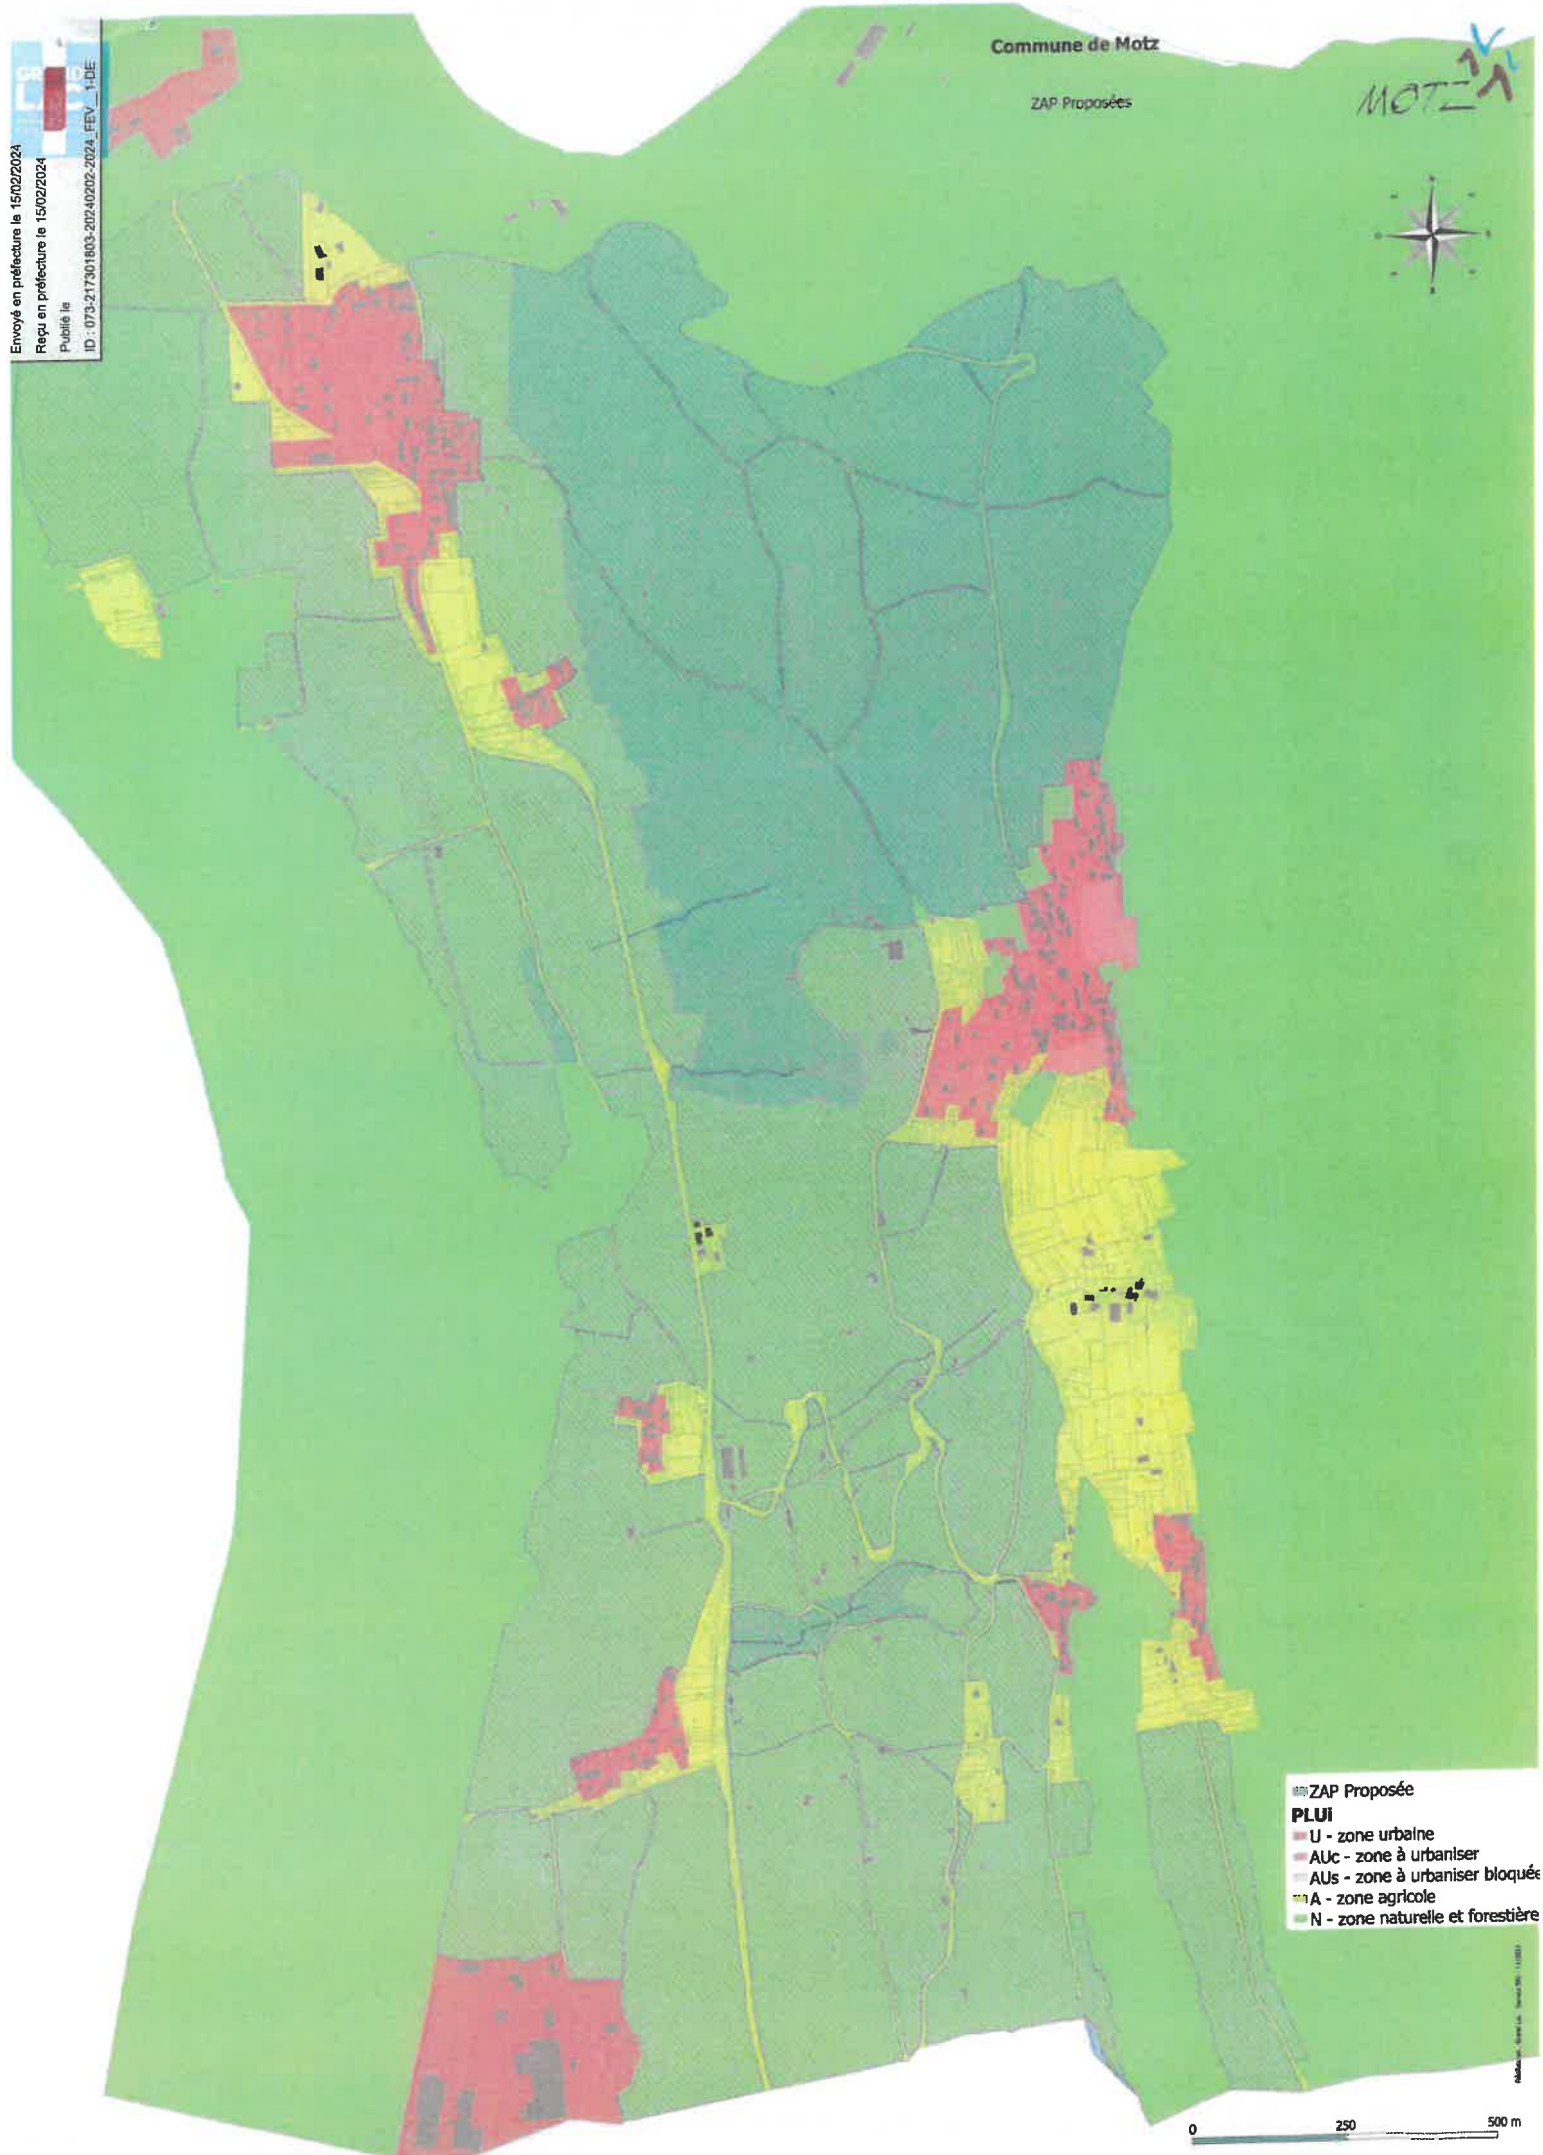 Commune de Motz
ZAP Proposées
MOTZ
GRAND
LAC
Envoyé en préfecture le 15/02/2024
Reçu en préfecture le 15/02/2024
Publié le
ID : 073-217301803-20240202-2024_FEV_1-DE
ZAP Proposée
PLUi
U - zone urbaine
AUc - zone à urbaniser
AUs - zone à urbaniser bloquée
A - zone agricole
N - zone naturelle et forestière
0 250 500 m